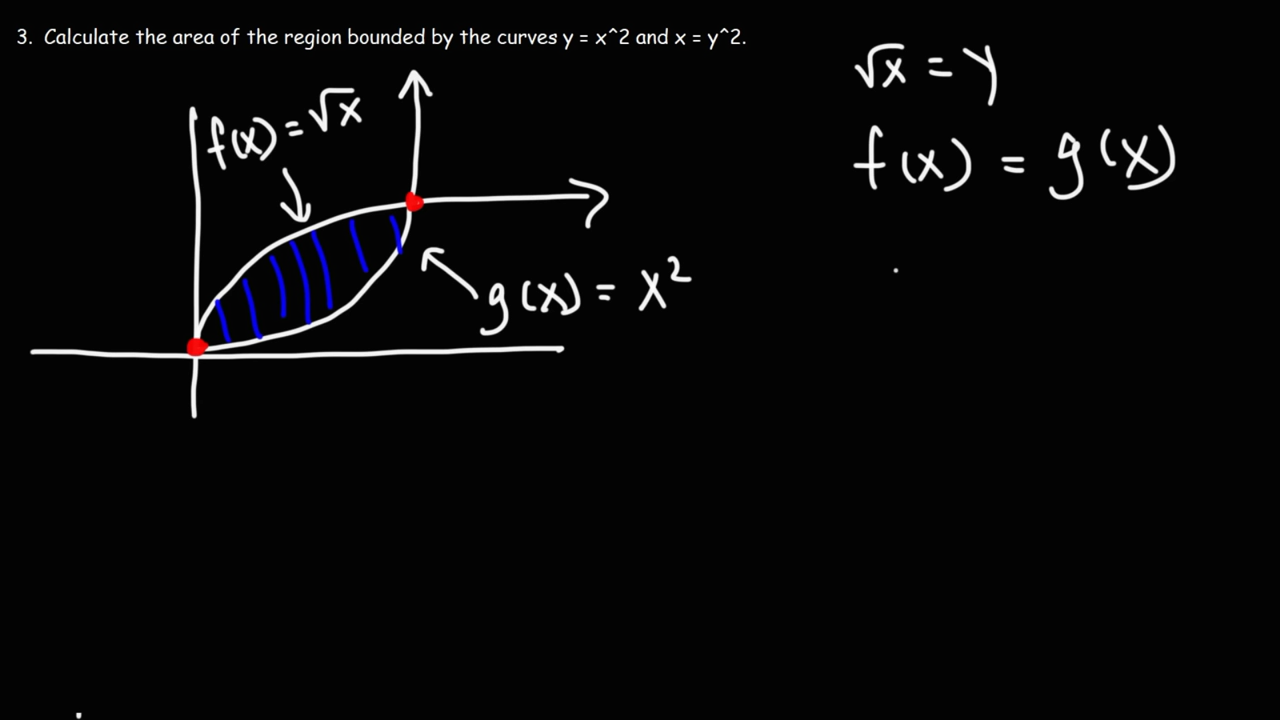 3. Calculate the area of the region bounded by the curves y = x^2 and x = y^2.
√x = y
f(x) = √x
f(x) = g(x)
g(x) = x²